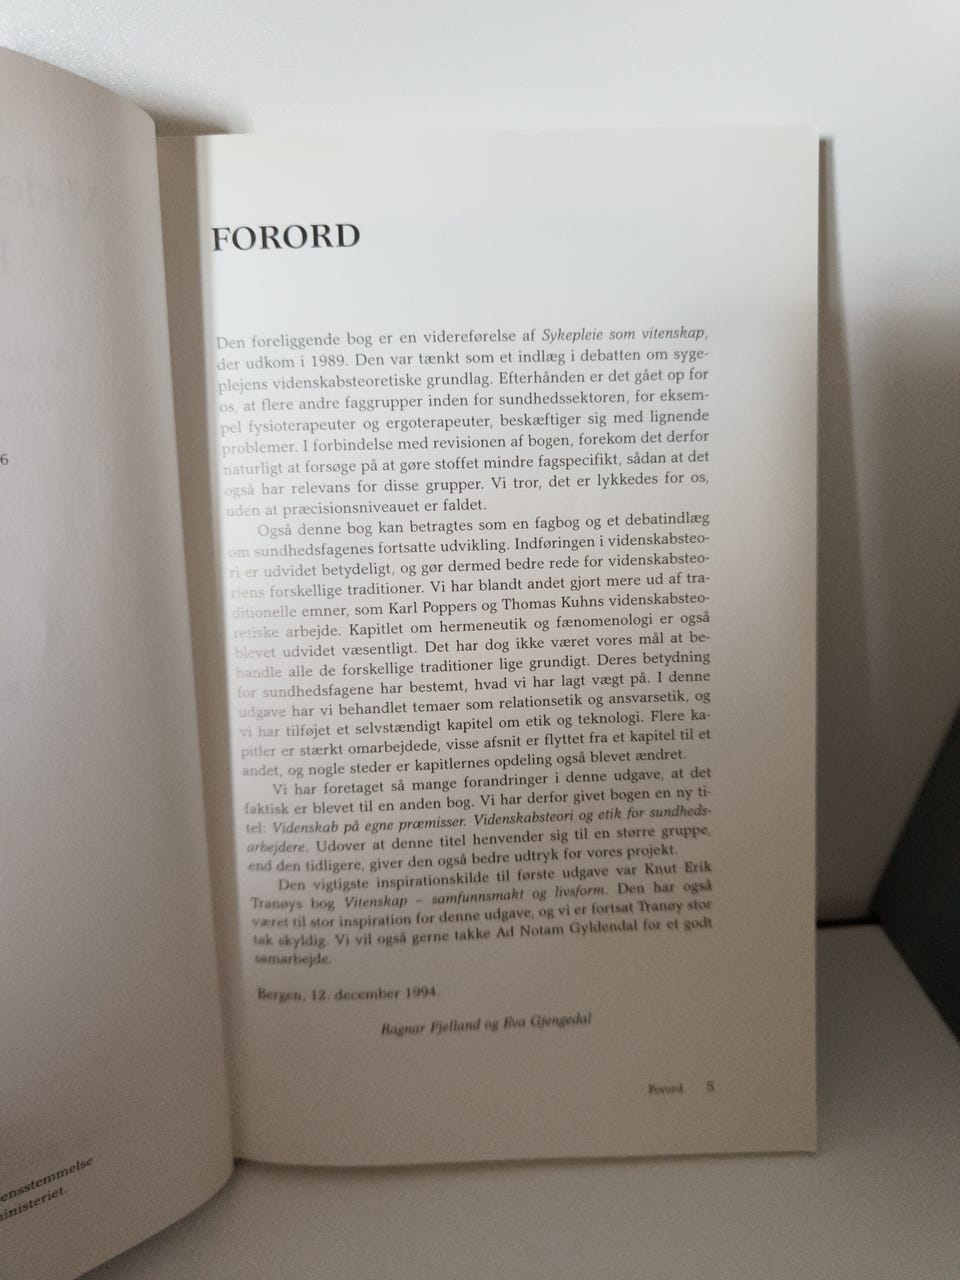 FORORD
Den foreliggende bog er en videreførelse af Sykepleie som vitenskap,
der udkom i 1989. Den var tænkt som et indlæg i debatten om syge-
plejens videnskabsteoretiske grundlag. Efterhånden er det gået op for
os, at flere andre faggrupper inden for sundhedssektoren, for eksem-
pel fysioterapeuter og ergoterapeuter, beskæftiger sig med lignende
problemer. I forbindelse med revisionen af bogen, forekom det derfor
naturligt at forsøge på at gøre stoffet mindre fagspecifikt, sådan at det
også har relevans for disse grupper. Vi tror, det er lykkedes for os,
uden at præcisionsniveauet er faldet.
Også denne bog kan betragtes som en fagbog og et debatindlæg
om sundhedsfagenes fortsatte udvikling. Indføringen i videnskabsteo-
ri er udvidet betydeligt, og gør dermed bedre rede for videnskabsteo-
riens forskellige traditioner. Vi har blandt andet gjort mere ud af tra-
ditionelle emner, som Karl Poppers og Thomas Kuhns videnskabsteo-
retiske arbejde. Kapitlet om hermeneutik og fænomenologi er også
blevet udvidet væsentligt. Det har dog ikke været vores mål at be-
handle alle de forskellige traditioner lige grundigt. Deres betydning
for sundhedsfagene har bestemt, hvad vi har lagt vægt på. I denne
udgave har vi behandlet temaer som relationsetik og ansvarsetik, og
vi har tilføjet et selvstændigt kapitel om etik og teknologi. Flere ka-
pitler er stærkt omarbejdede, visse afsnit er flyttet fra et kapitel til et
andet, og nogle steder er kapitlernes opdeling også blevet ændret.
Vi har foretaget så mange forandringer i denne udgave, at det
faktisk er blevet til en anden bog. Vi har derfor givet bogen en ny ti-
tel: Videnskab på egne præmisser. Videnskabsteori og etik for sundheds-
arbejdere. Udover at denne titel henvender sig til en større gruppe,
end den tidligere, giver den også bedre udtryk for vores projekt.
Den vigtigste inspirationskilde til første udgave var Knut Erik
Tranøys bog Vitenskap – samfunnsmakt og livsform. Den har også
været til stor inspiration for denne udgave, og vi er fortsat Tranøy stor
tak skyldig. Vi vil også gerne takke Ad Notam Gyldendal for et godt
samarbejde.
Bergen, 12. december 1994.
Ragnar Fjelland og Eva Gjengedal
Forord 5
6
ensstemmelse
inisteriet.